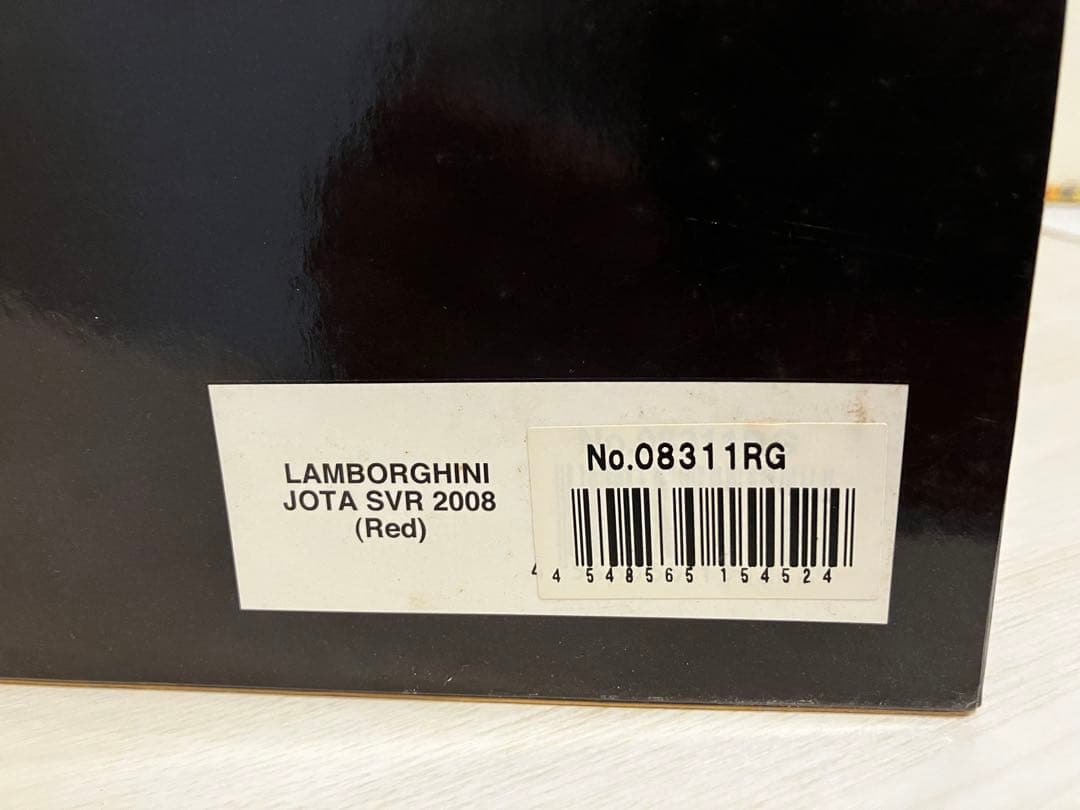 LAMBORGHINI
JOTA SVR 2008
(Red)
No.08311RG
4 548565 154524